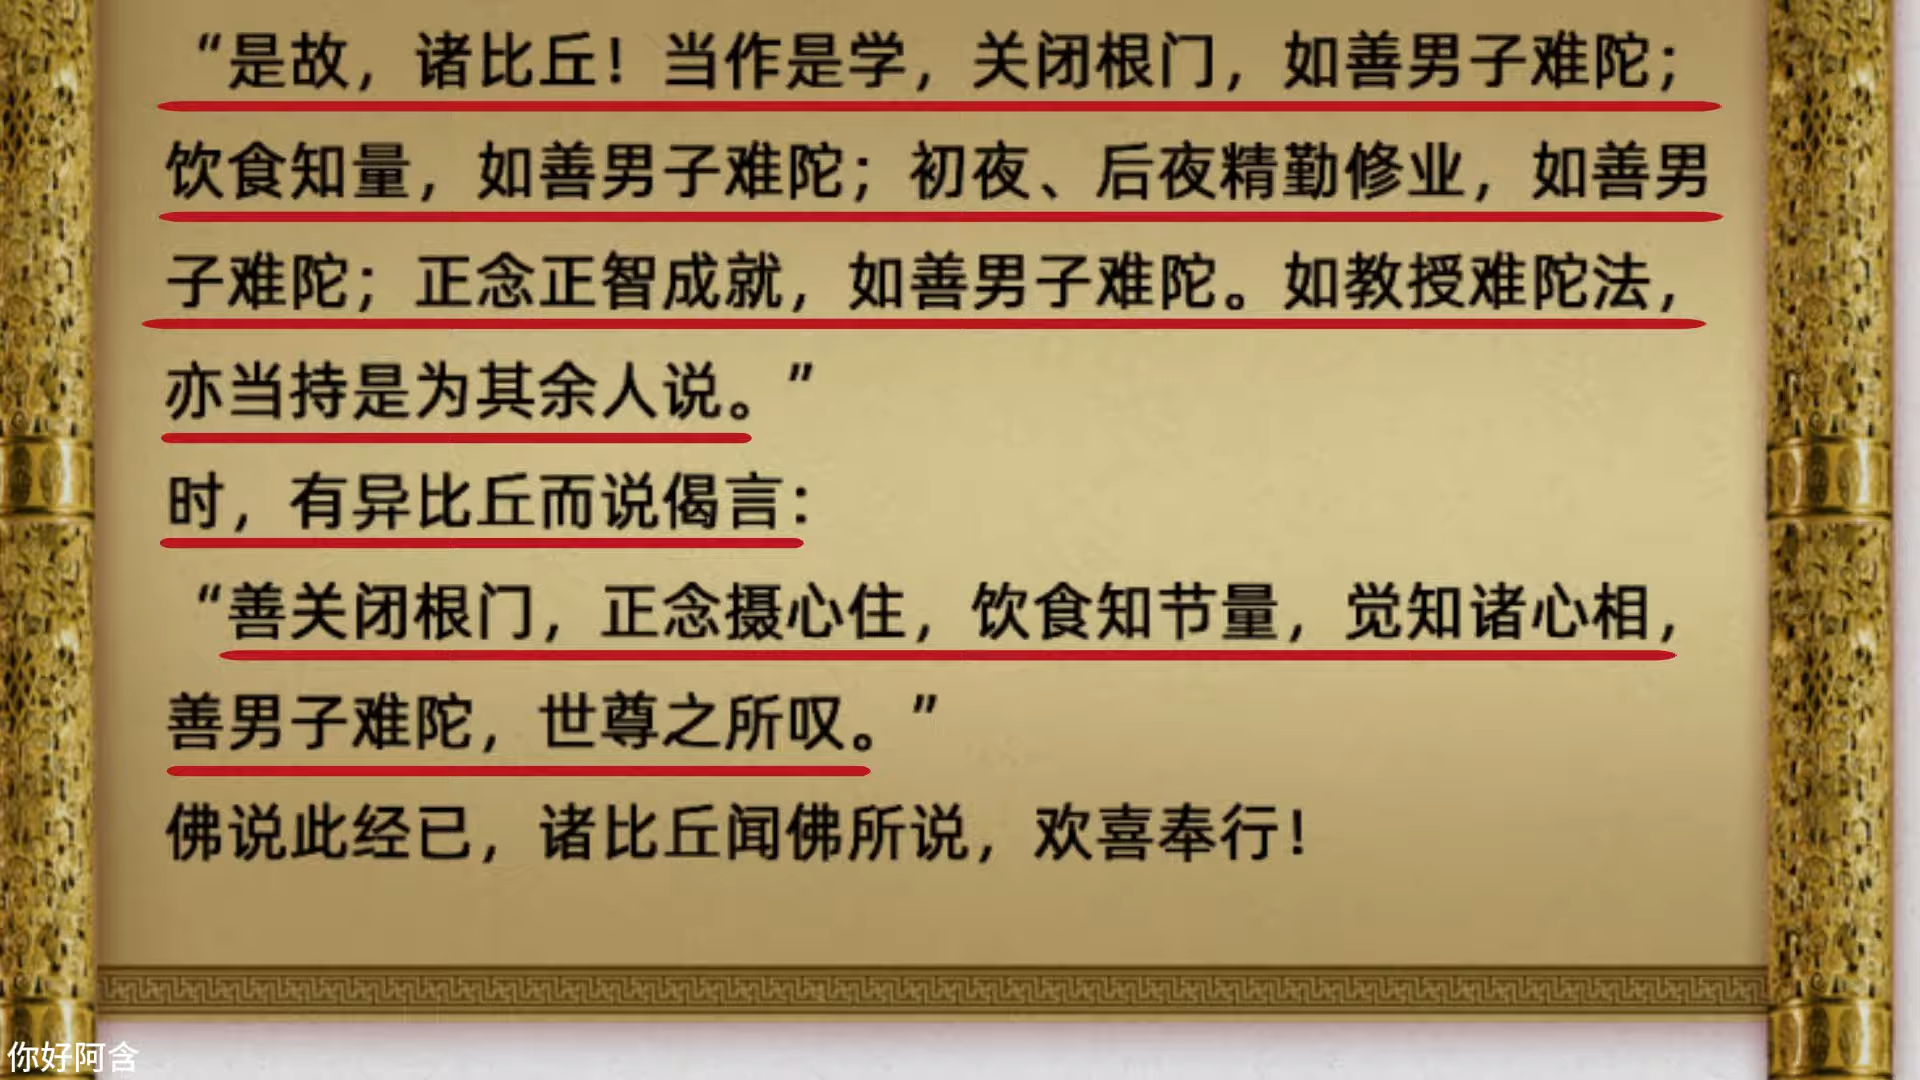 “是故，诸比丘！当作是学，关闭根门，如善男子难陀；
饮食知量，如善男子难陀；初夜、后夜精勤修业，如善男
子难陀；正念正智成就，如善男子难陀。如教授难陀法，
亦当持是为其余人说。”
时，有异比丘而说偈言：
“善关闭根门，正念摄心住，饮食知节量，觉知诸心相，
善男子难陀，世尊之所叹。”
佛说此经已，诸比丘闻佛所说，欢喜奉行！
你好阿含